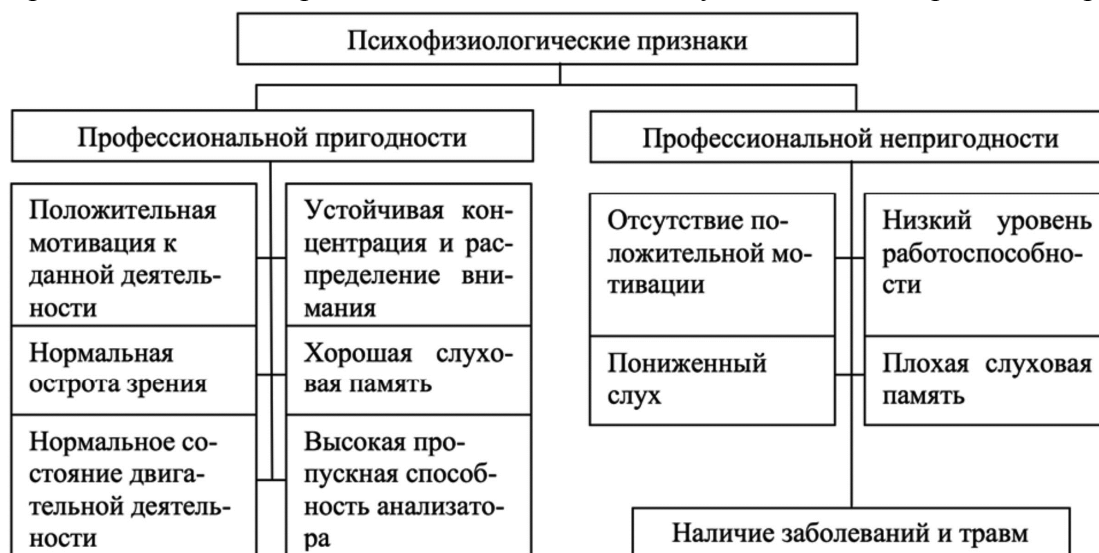 Психофизиологические признаки
Профессиональной пригодности
Профессиональной непригодности
Положительная
мотивация к
данной деятель-
ности
Устойчивая кон-
центрация и рас-
пределение вни-
мания
Отсутствие по-
ложительной мо-
тивации
Низкий уровень
работоспособно-
сти
Нормальная
острота зрения
Хорошая слухо-
вая память
Пониженный
слух
Плохая слуховая
память
Нормальное со-
стояние двига-
тельной деятель-
ности
Высокая про-
пускная способ-
ность анализато-
ра
Наличие заболеваний и травм